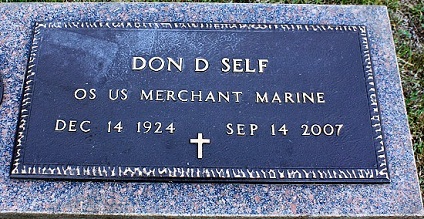 DON D SELF
OS US MERCHANT MARINE
DEC 14 1924 SEP 14 2007